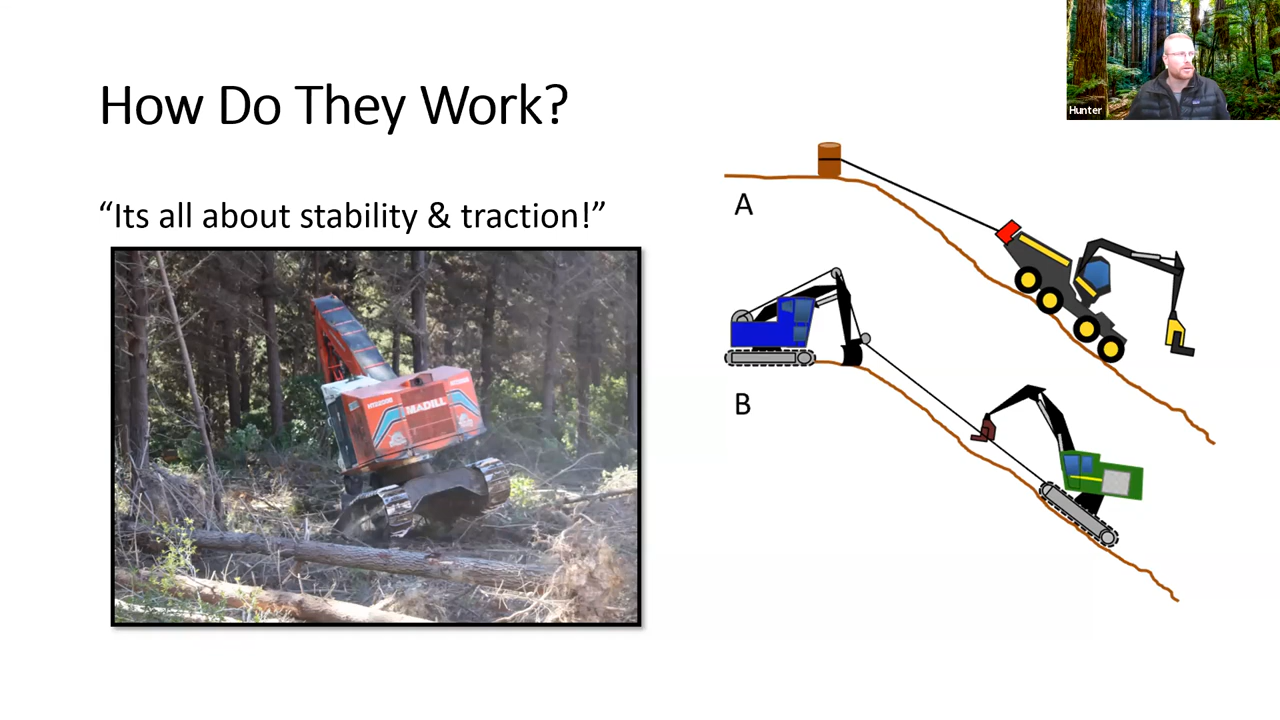 How Do They Work?
“Its all about stability & traction!”
MADILL
A
B
Hunter